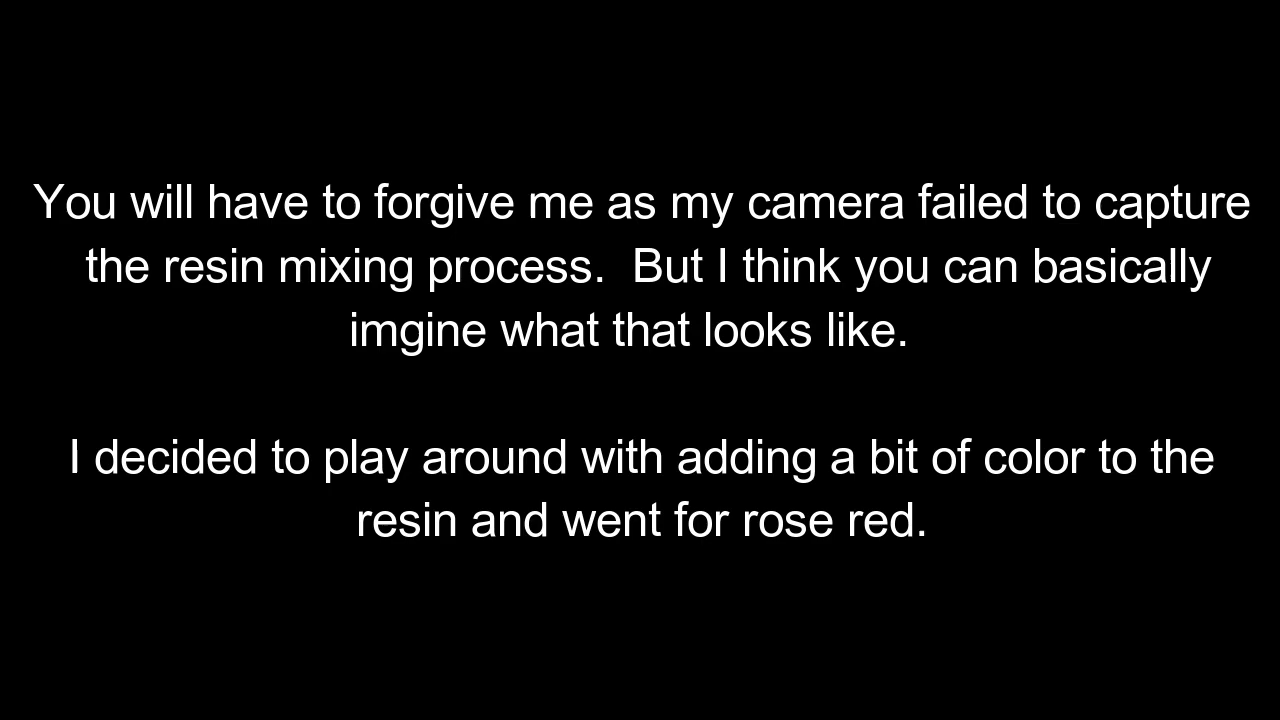 You will have to forgive me as my camera failed to capture
the resin mixing process.  But I think you can basically
imgine what that looks like.
I decided to play around with adding a bit of color to the
resin and went for rose red.